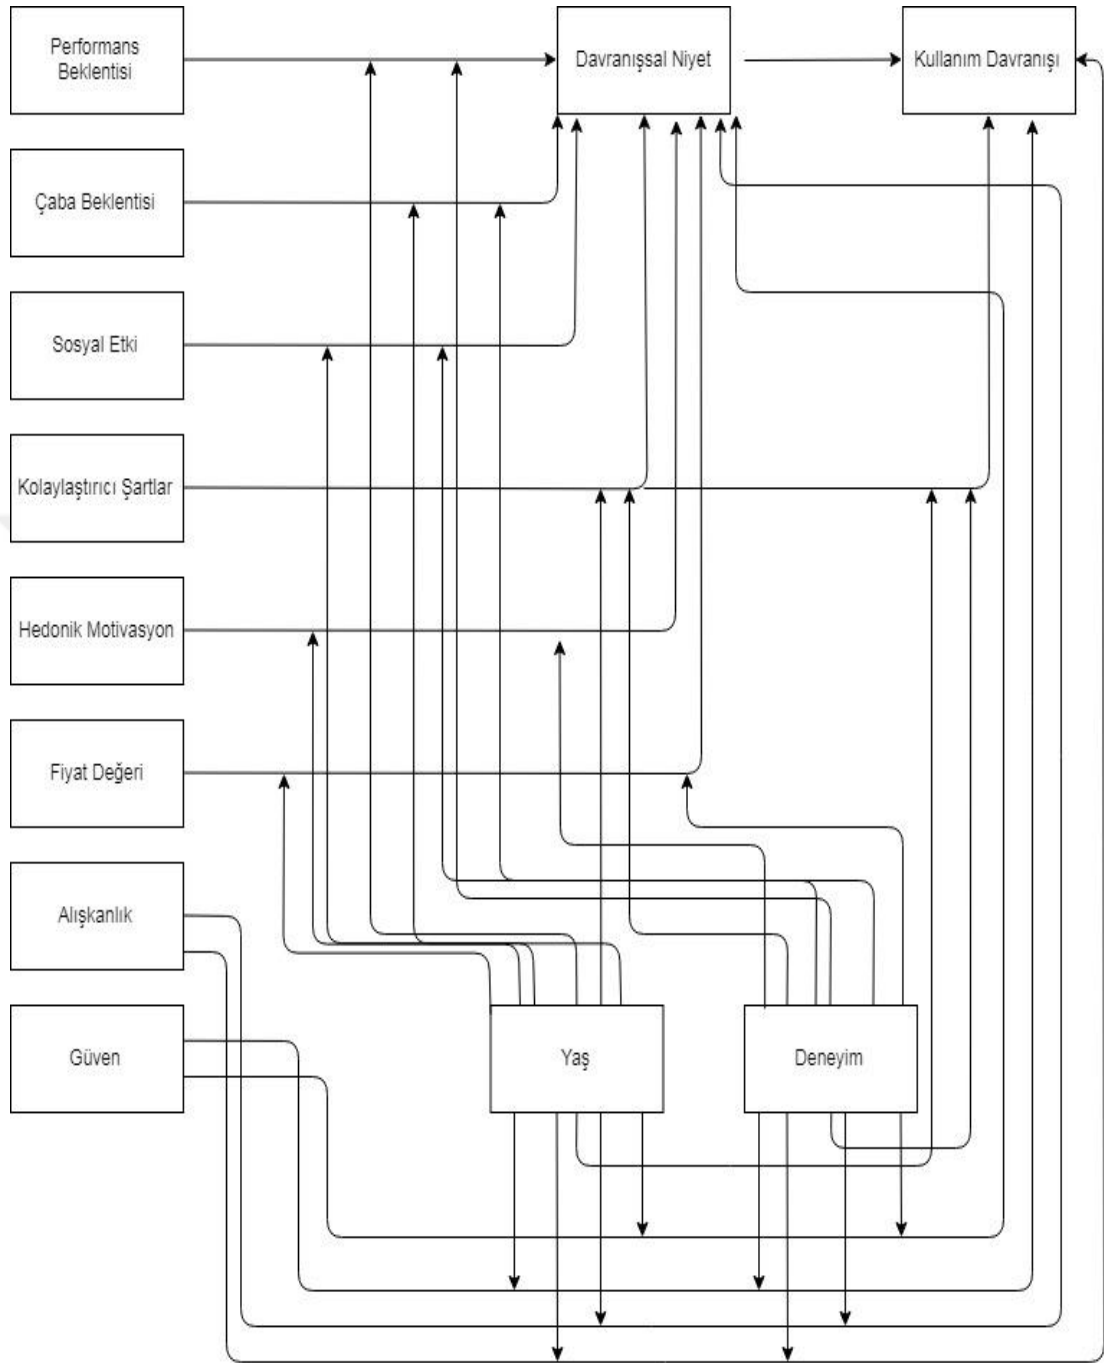 Performans
Beklentisi
Davranışsal Niyet
Kullanım Davranışı
Çaba Beklentisi
Sosyal Etki
Kolaylaştırıcı Şartlar
Hedonik Motivasyon
Fiyat Değeri
Alışkanlık
Güven
Yaş
Deneyim